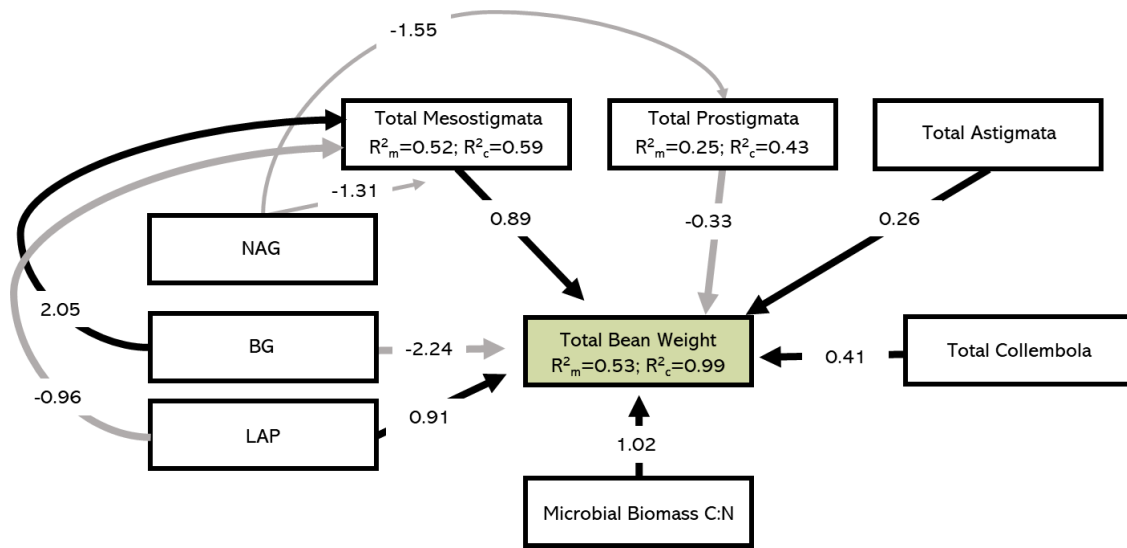 -1.55
Total Mesostigmata
R²m=0.52; R²c=0.59
Total Prostigmata
R²m=0.25; R²c=0.43
Total Astigmata
-1.31
0.89
-0.33
0.26
NAG
2.05
BG
-2.24
Total Bean Weight
R²m=0.53; R²c=0.99
0.41
Total Collembola
-0.96
LAP
0.91
1.02
Microbial Biomass C:N